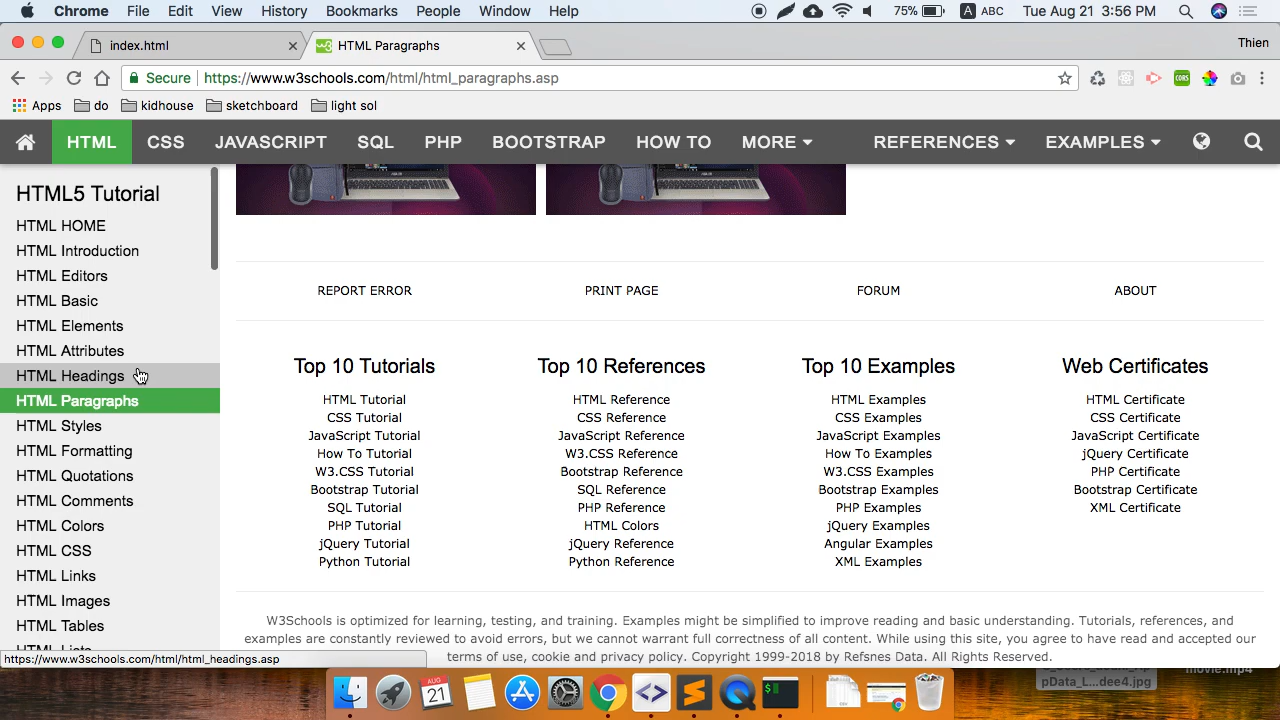 Chrome File Edit View History Bookmarks People Window Help 75% A ABC Tue Aug 21 3:56 PM
index.html HTML Paragraphs Thien
Secure https://www.w3schools.com/html/html_paragraphs.asp
Apps do kidhouse sketchboard light sol
HTML CSS JAVASCRIPT SQL PHP BOOTSTRAP HOW TO MORE REFERENCES EXAMPLES
HTML5 Tutorial
HTML HOME
HTML Introduction
HTML Editors
HTML Basic
HTML Elements
HTML Attributes
HTML Headings
HTML Paragraphs
HTML Styles
HTML Formatting
HTML Quotations
HTML Comments
HTML Colors
HTML CSS
HTML Links
HTML Images
HTML Tables
HTML Lists
https://www.w3schools.com/html/html_headings.asp
REPORT ERROR PRINT PAGE FORUM ABOUT
Top 10 Tutorials
HTML Tutorial
CSS Tutorial
JavaScript Tutorial
How To Tutorial
W3.CSS Tutorial
Bootstrap Tutorial
SQL Tutorial
PHP Tutorial
jQuery Tutorial
Python Tutorial
Top 10 References
HTML Reference
CSS Reference
JavaScript Reference
W3.CSS Reference
Bootstrap Reference
SQL Reference
PHP Reference
HTML Colors
jQuery Reference
Python Reference
Top 10 Examples
HTML Examples
CSS Examples
JavaScript Examples
How To Examples
W3.CSS Examples
Bootstrap Examples
PHP Examples
jQuery Examples
Angular Examples
XML Examples
Web Certificates
HTML Certificate
CSS Certificate
JavaScript Certificate
jQuery Certificate
PHP Certificate
Bootstrap Certificate
XML Certificate
W3Schools is optimized for learning, testing, and training. Examples might be simplified to improve reading and basic understanding. Tutorials, references, and
examples are constantly reviewed to avoid errors, but we cannot warrant full correctness of all content. While using this site, you agree to have read and accepted our
terms of use, cookie and privacy policy. Copyright 1999-2018 by Refsnes Data. All Rights Reserved.
pData_L...dee4.jpg
movie.mp4
AUG
21